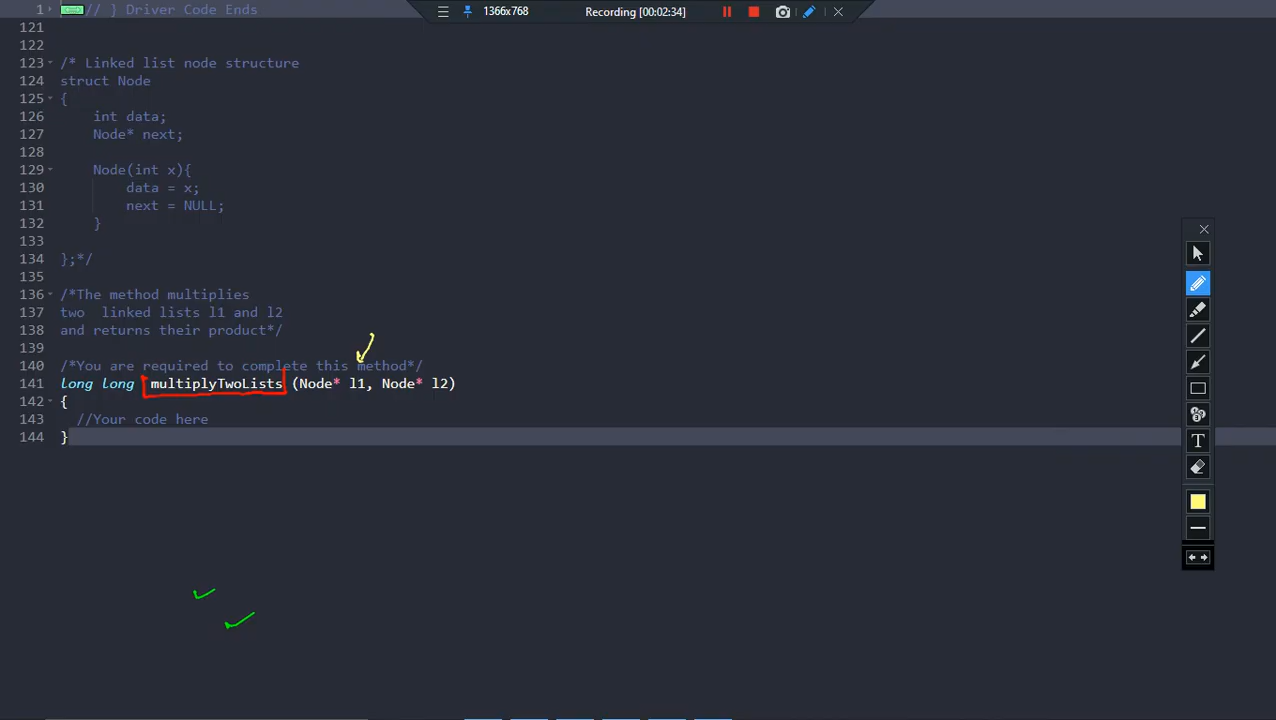 1366x768 Recording [00:02:34]
1 // } Driver Code Ends
121
122
123 /* Linked list node structure
124 struct Node
125 {
126 int data;
127 Node* next;
128
129 Node(int x){
130 data = x;
131 next = NULL;
132 }
133
134 };*/
135
136 /*The method multiplies
137 two  linked lists l1 and l2
138 and returns their product*/
139
140 /*You are required to complete this method*/
141 long long multiplyTwoLists (Node* l1, Node* l2)
142 {
143 //Your code here
144 }
T